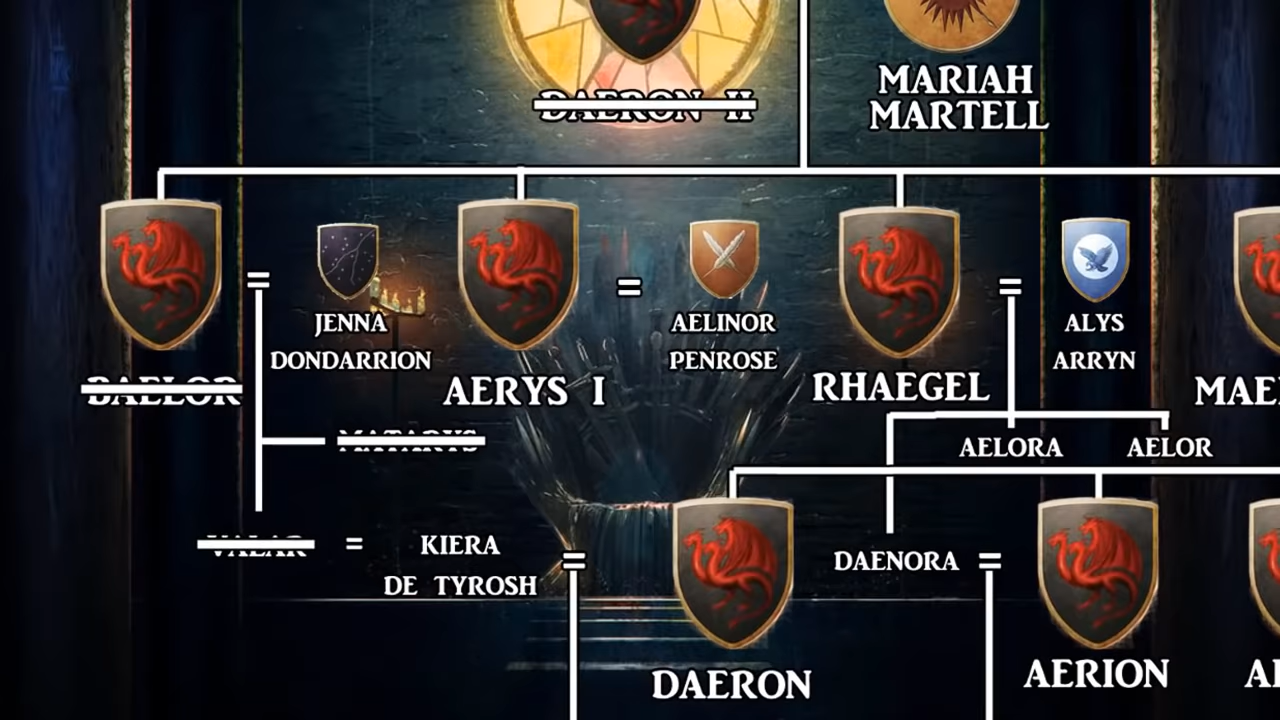 DAERON II
MARIAH
MARTELL
JENNA
DONDARRION
AELINOR
PENROSE
ALYS
ARRYN
BAELOR
AERYS I
RHAEGEL
MATARYS
AELORA
AELOR
KIERA
DE TYROSH
DAENORA
DAERON
AERION